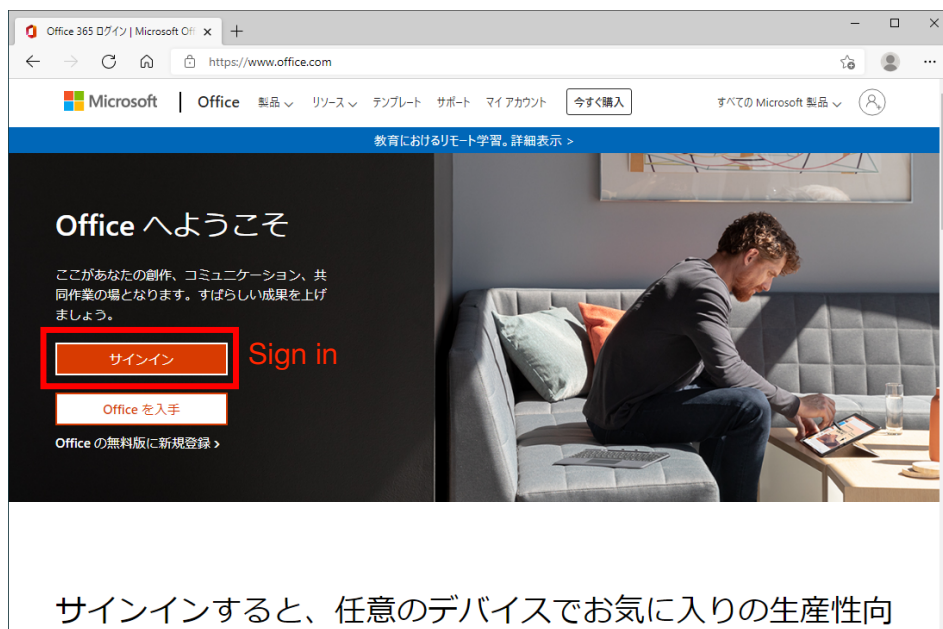 Office 365 ログイン | Microsoft Off
https://www.office.com
Microsoft | Office 製品 リソース テンプレート サポート マイ アカウント 今すぐ購入 すべての Microsoft 製品
教育におけるリモート学習。詳細表示 >
Office へようこそ
ここがあなたの創作、コミュニケーション、共
同作業の場となります。すばらしい成果を上げ
ましょう。
サインイン Sign in
Office を入手
Office の無料版に新規登録 >
サインインすると、任意のデバイスでお気に入りの生産性向